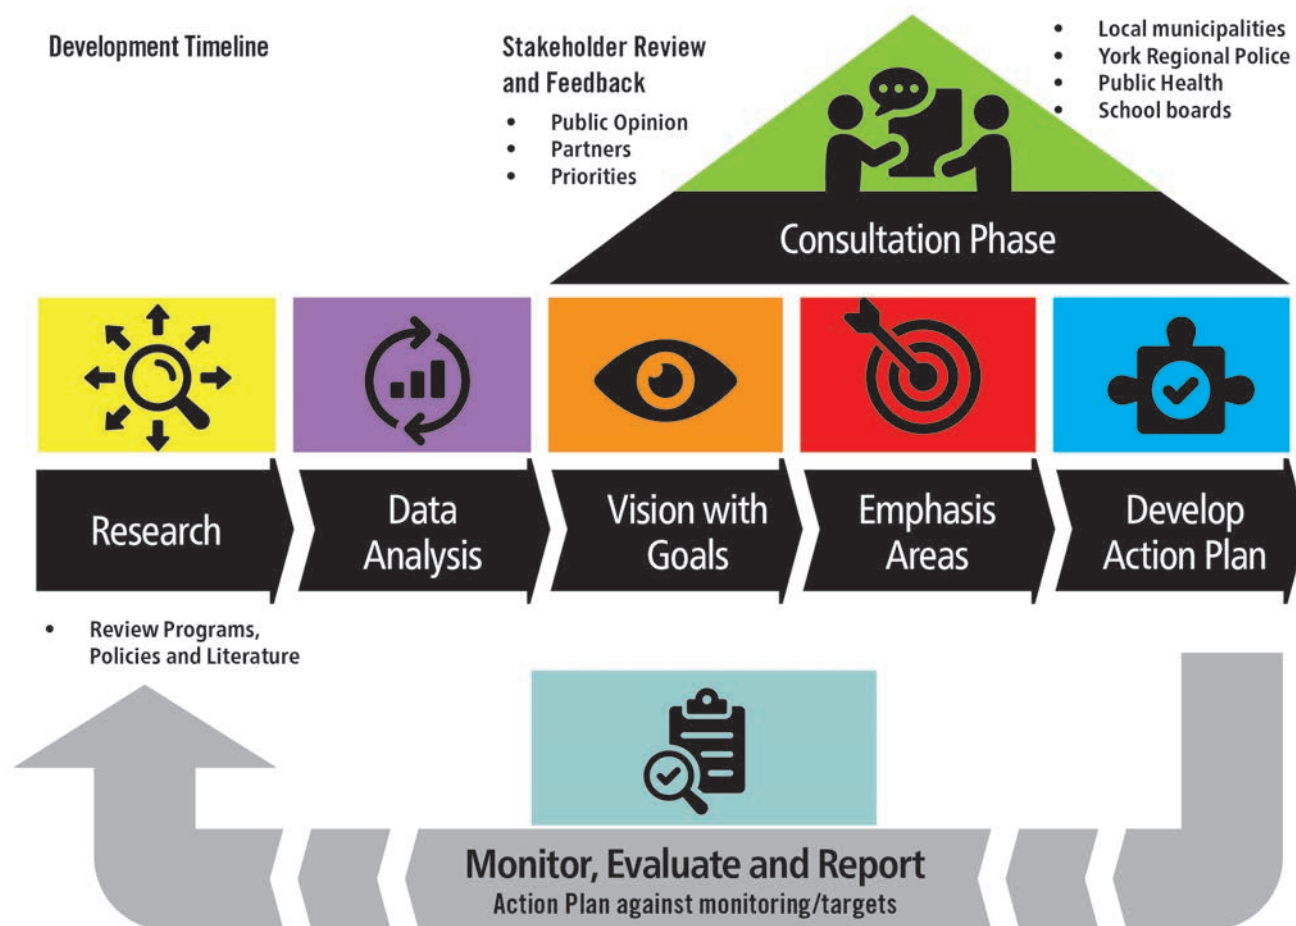 Development Timeline
Stakeholder Review
and Feedback
• Public Opinion
• Partners
• Priorities
• Local municipalities
• York Regional Police
• Public Health
• School boards
Consultation Phase
Research
Data
Analysis
Vision with
Goals
Emphasis
Areas
Develop
Action Plan
• Review Programs,
Policies and Literature
Monitor, Evaluate and Report
Action Plan against monitoring/targets